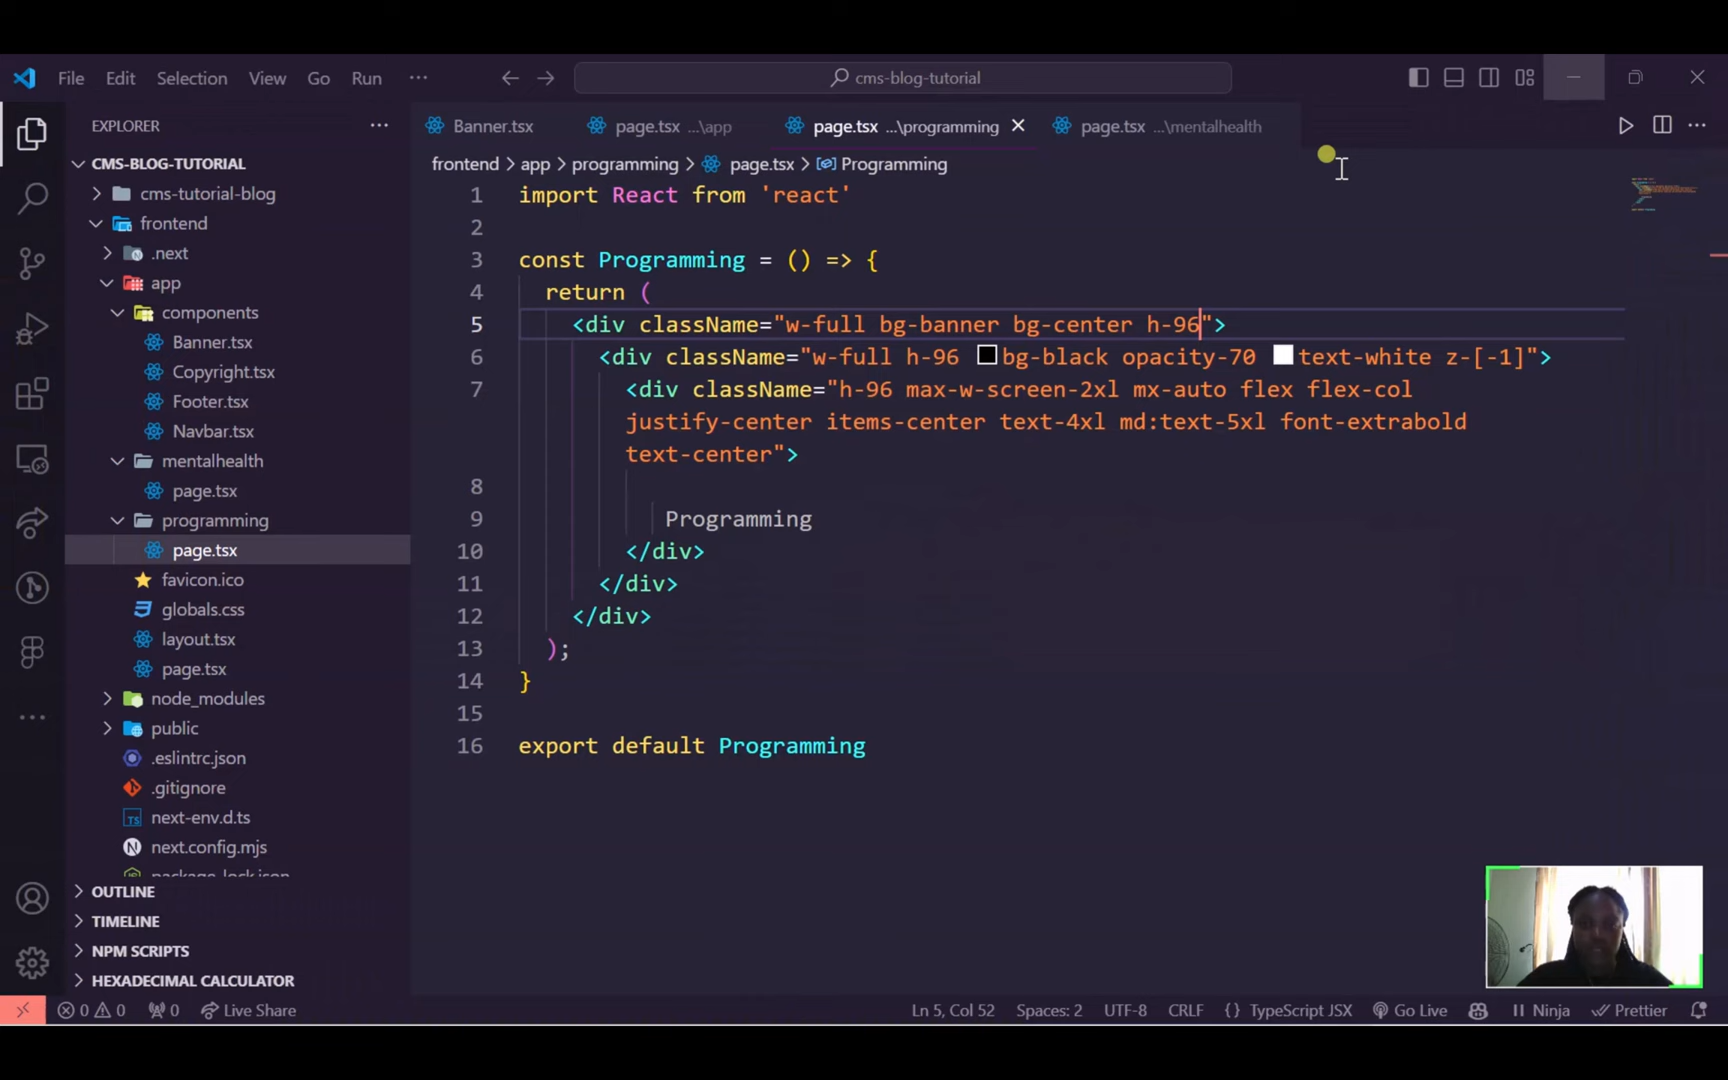 File Edit Selection View Go Run ··· cms-blog-tutorial
EXPLORER
CMS-BLOG-TUTORIAL
cms-tutorial-blog
frontend
.next
app
components
Banner.tsx
Copyright.tsx
Footer.tsx
Navbar.tsx
mentalhealth
page.tsx
programming
page.tsx
favicon.ico
globals.css
layout.tsx
page.tsx
node_modules
public
.eslintrc.json
.gitignore
next-env.d.ts
next.config.mjs
package-lock.json
OUTLINE
TIMELINE
NPM SCRIPTS
HEXADECIMAL CALCULATOR
Banner.tsx page.tsx ...\app page.tsx ...\programming page.tsx ...\mentalhealth
frontend > app > programming > page.tsx > Programming
1 import React from 'react'
2
3 const Programming = () => {
4 return (
5 <div className="w-full bg-banner bg-center h-96">
6 <div className="w-full h-96 bg-black opacity-70 text-white z-[-1]">
7 <div className="h-96 max-w-screen-2xl mx-auto flex flex-col
justify-center items-center text-4xl md:text-5xl font-extrabold
text-center">
8
9 Programming
10 </div>
11 </div>
12 </div>
13 );
14 }
15
16 export default Programming
0 0 0 Live Share Ln 5, Col 52 Spaces: 2 UTF-8 CRLF {} TypeScript JSX Go Live Ninja Prettier